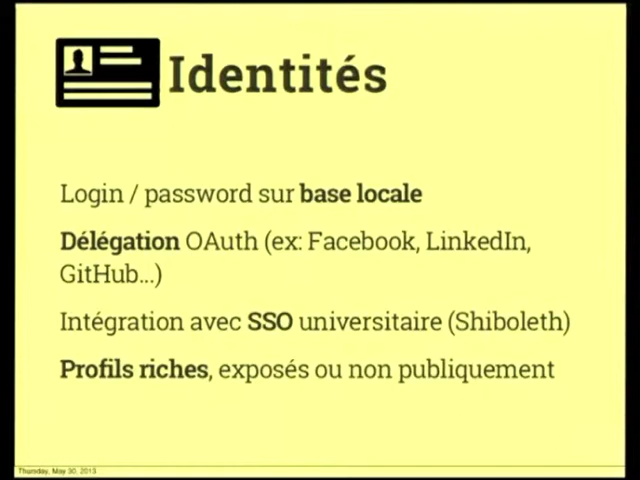 Identités
Login / password sur base locale
Délégation OAuth (ex: Facebook, LinkedIn,
GitHub...)
Intégration avec SSO universitaire (Shiboleth)
Profils riches, exposés ou non publiquement
Thursday, May 30, 2013